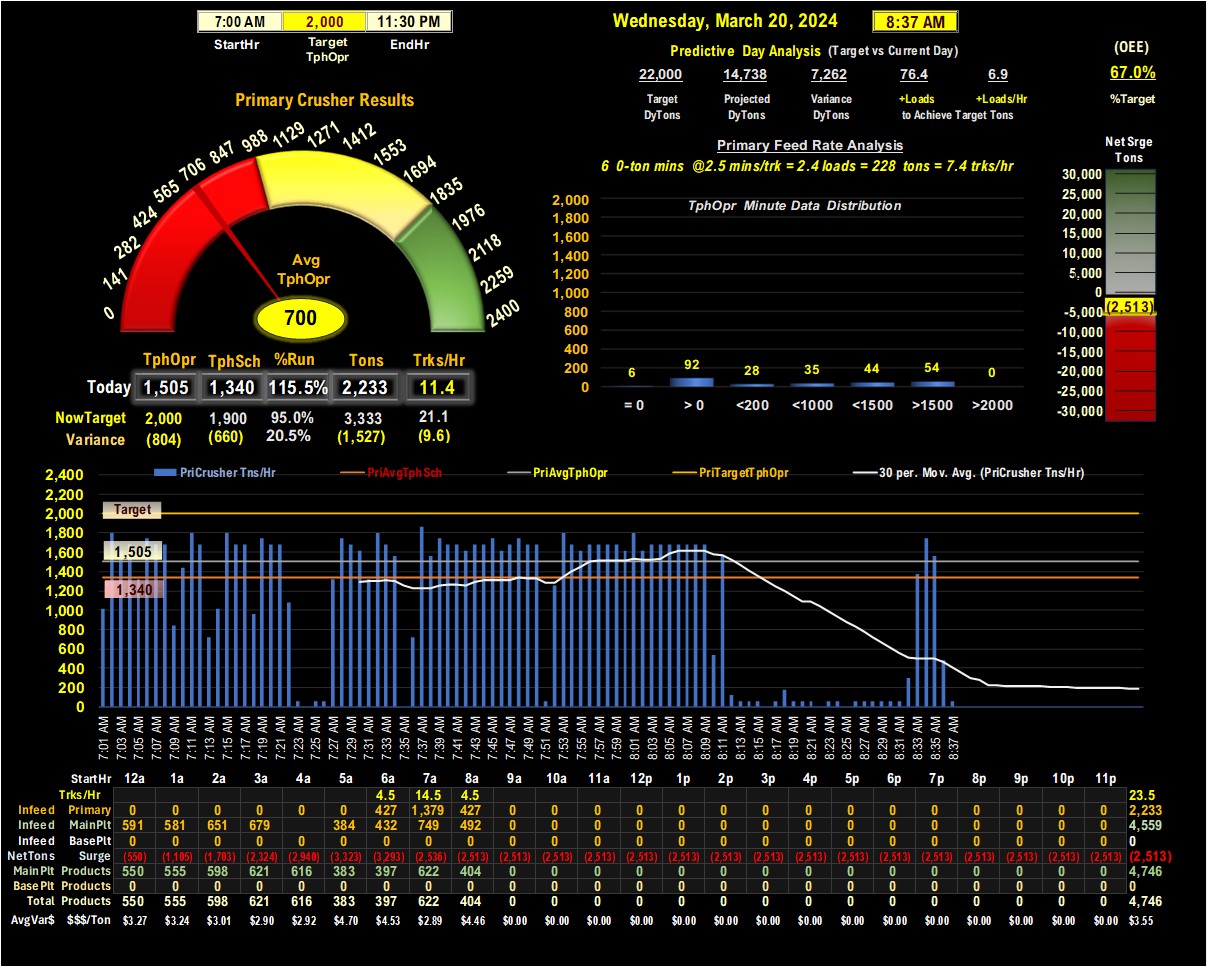 7:00 AM 2,000 11:30 PM
StartHr Target TphOpr EndHr
Wednesday, March 20, 2024 8:37 AM
Predictive Day Analysis (Target vs Current Day)
22,000 14,738 7,262 76.4 6.9
Target DyTons Projected DyTons Variance DyTons +Loads +Loads/Hr
to Achieve Target Tons
(OEE)
67.0%
%Target
Primary Crusher Results
0 141 282 424 565 706 847 988 1129 1271 1412 1553 1694 1835 1976 2118 2259 2400
Avg
TphOpr
700
TphOpr TphSch %Run Tons Trks/Hr
Today 1,505 1,340 115.5% 2,233 11.4
NowTarget 2,000 1,900 95.0% 3,333 21.1
Variance (804) (660) 20.5% (1,527) (9.6)
Primary Feed Rate Analysis
6 0-ton mins @2.5 mins/trk = 2.4 loads = 228 tons = 7.4 trks/hr
TphOpr Minute Data Distribution
2,000
1,800
1,600
1,400
1,200
1,000
800
600
400
200
0
6 92 28 35 44 54 0
= 0 > 0 <200 <1000 <1500 >1500 >2000
Net Srge
Tons
30,000
25,000
20,000
15,000
10,000
5,000
0
(2,513)
-5,000
-10,000
-15,000
-20,000
-25,000
-30,000
PriCrusher Tns/Hr PriAvgTphSch PriAvgTphOpr PriTargetTphOpr 30 per. Mov. Avg. (PriCrusher Tns/Hr)
2,400
2,200
2,000
1,800
1,600
1,400
1,200
1,000
800
600
400
200
0
Target
1,505
1,340
7:01 AM 7:03 AM 7:05 AM 7:07 AM 7:09 AM 7:11 AM 7:13 AM 7:15 AM 7:17 AM 7:19 AM 7:21 AM 7:23 AM 7:25 AM 7:27 AM 7:29 AM 7:31 AM 7:33 AM 7:35 AM 7:37 AM 7:39 AM 7:41 AM 7:43 AM 7:45 AM 7:47 AM 7:49 AM 7:51 AM 7:53 AM 7:55 AM 7:57 AM 7:59 AM 8:01 AM 8:03 AM 8:05 AM 8:07 AM 8:09 AM 8:11 AM 8:13 AM 8:15 AM 8:17 AM 8:19 AM 8:21 AM 8:23 AM 8:25 AM 8:27 AM 8:29 AM 8:31 AM 8:33 AM 8:35 AM 8:37 AM
StartHr 12a 1a 2a 3a 4a 5a 6a 7a 8a 9a 10a 11a 12p 1p 2p 3p 4p 5p 6p 7p 8p 9p 10p 11p
Trks/Hr 4.5 14.5 4.5 23.5
Infeed Primary 0 0 0 0 0 0 427 1,379 427 0 0 0 0 0 0 0 0 0 0 0 0 0 0 0 2,233
Infeed MainPlt 591 581 651 679 384 432 749 492 0 0 0 0 0 0 0 0 0 0 0 0 0 0 0 4,559
Infeed BasePlt 0 0 0 0 0 0 0 0 0 0 0 0 0 0 0 0 0 0 0 0 0 0 0 0 0
NetTons Surge (550) (1,105) (1,703) (2,324) (2,940) (3,323) (3,293) (2,536) (2,513) (2,513) (2,513) (2,513) (2,513) (2,513) (2,513) (2,513) (2,513) (2,513) (2,513) (2,513) (2,513) (2,513) (2,513) (2,513) (2,513)
MainPlt Products 550 555 598 621 616 383 397 622 404 0 0 0 0 0 0 0 0 0 0 0 0 0 0 0 4,746
BasePlt Products 0 0 0 0 0 0 0 0 0 0 0 0 0 0 0 0 0 0 0 0 0 0 0 0 0
Total Products 550 555 598 621 616 383 397 622 404 0 0 0 0 0 0 0 0 0 0 0 0 0 0 0 4,746
AvgVar$ $$$/Ton $3.27 $3.24 $3.01 $2.90 $2.92 $4.70 $4.53 $2.89 $4.46 $0.00 $0.00 $0.00 $0.00 $0.00 $0.00 $0.00 $0.00 $0.00 $0.00 $0.00 $0.00 $0.00 $0.00 $0.00 $3.55